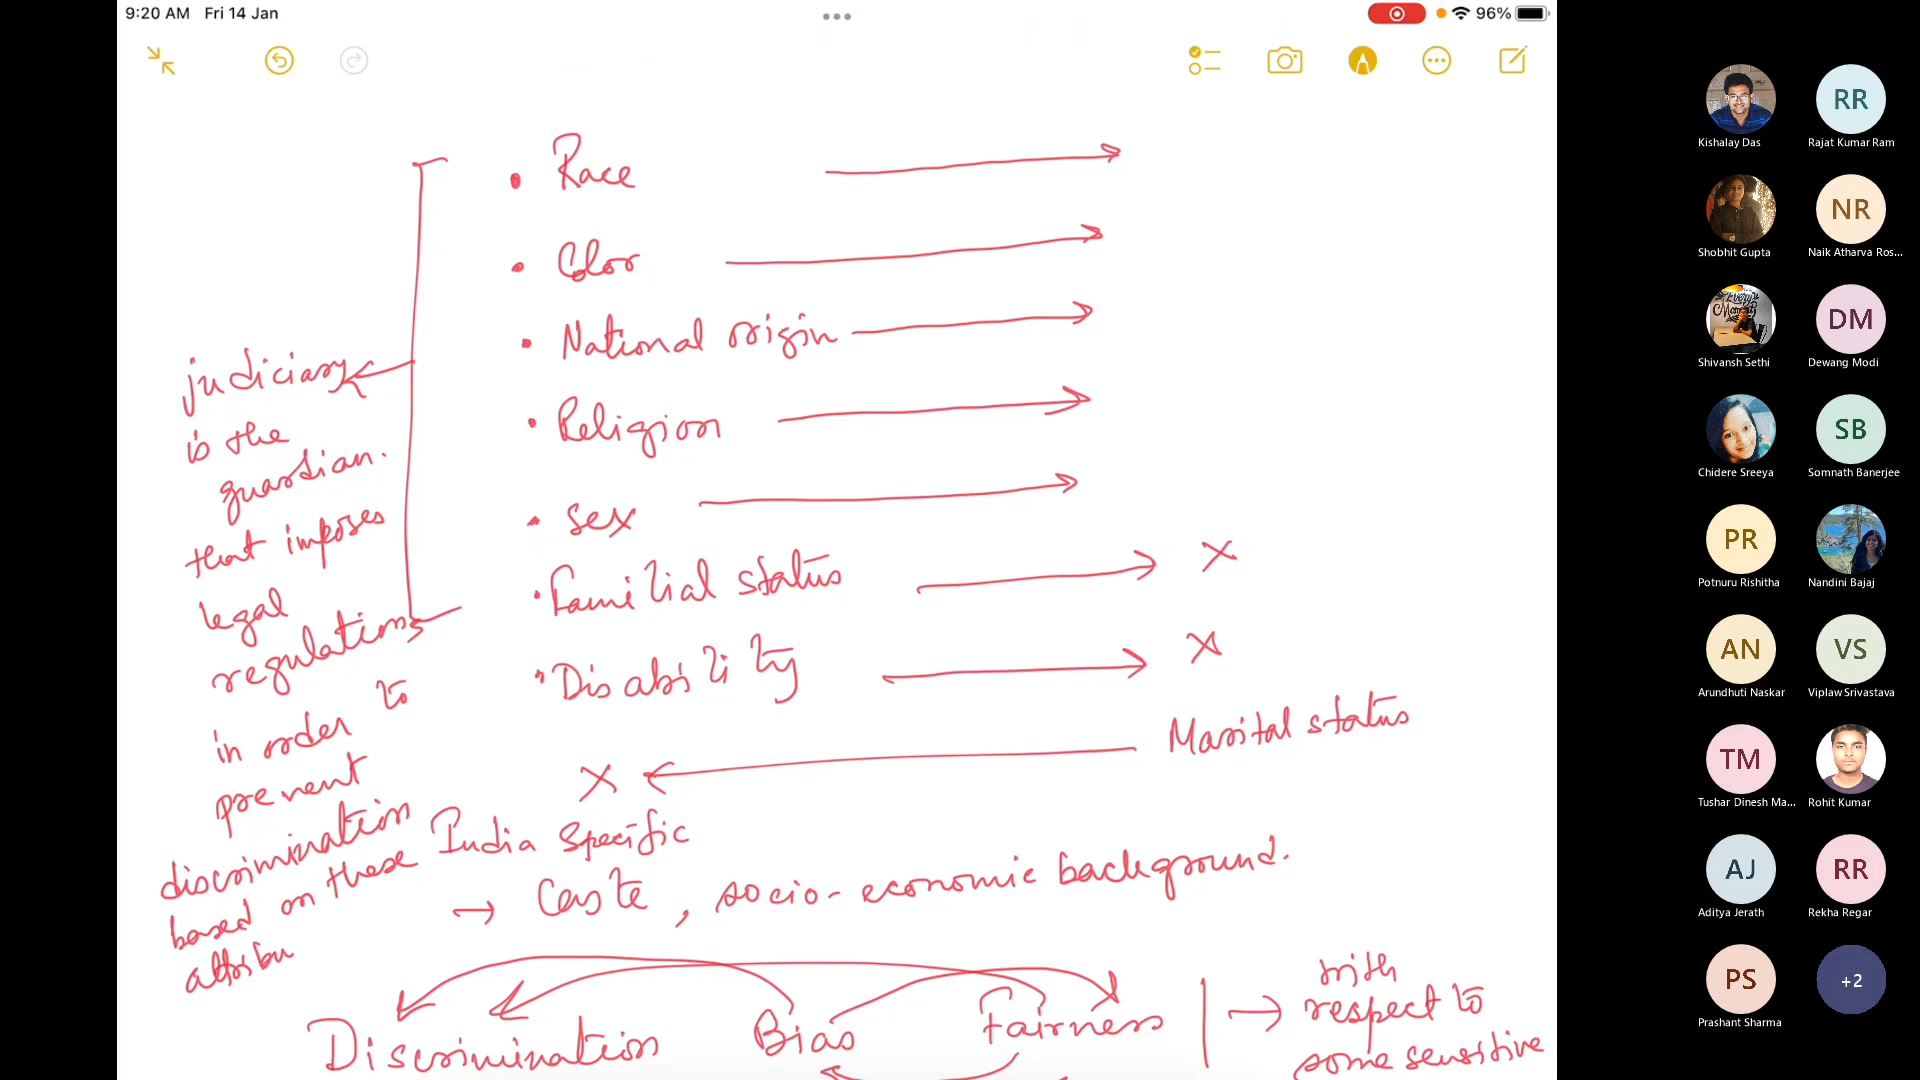 9:20 AM Fri 14 Jan
96%
• Race
• Color
• National origin
• Religion
• Sex
• Familial status X
• Disability X
Marital status
X
judiciary
is the
guardian.
that imposes
legal
regulations
in order to
prevent
discrimination
based on these
attribu
India specific
→ Caste, socio-economic background.
Discrimination Bias Fairness
→ with
respect to
some sensitive
Kishalay Das
RR
Rajat Kumar Ram
Shobhit Gupta
NR
Naik Atharva Ros...
Every
Shivansh Sethi
DM
Dewang Modi
Chidere Sreeya
SB
Somnath Banerjee
PR
Potnuru Rishitha
Nandini Bajaj
AN
Arundhuti Naskar
VS
Viplaw Srivastava
TM
Tushar Dinesh Ma...
Rohit Kumar
AJ
Aditya Jerath
RR
Rekha Regar
PS
Prashant Sharma
+2